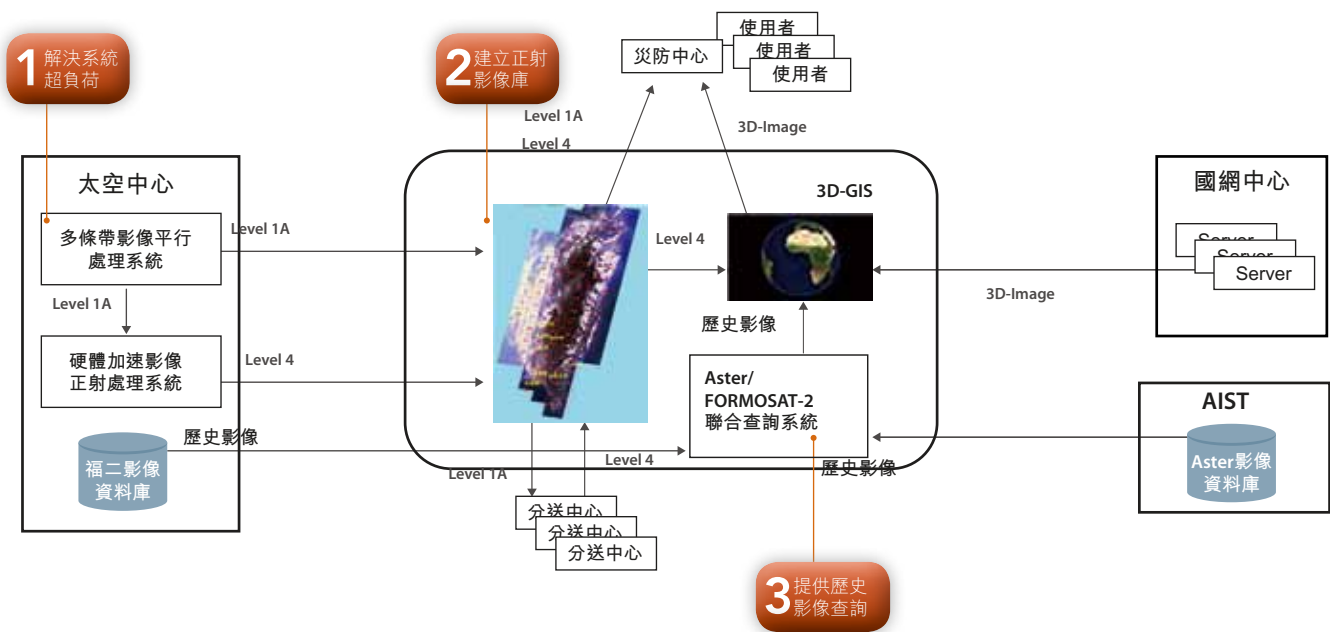 1 解決系統
超負荷
2 建立正射
影像庫
災防中心
使用者
使用者
使用者
Level 1A
Level 4
3D-Image
太空中心
多條帶影像平行
處理系統
Level 1A
Level 1A
硬體加速影像
正射處理系統
Level 4
福二影像
資料庫
歷史影像
3D-GIS
Level 4
歷史影像
Aster/
FORMOSAT-2
聯合查詢系統
歷史影像
Level 1A
Level 4
分送中心
分送中心
分送中心
國網中心
Server
Server
Server
3D-Image
AIST
Aster影像
資料庫
3 提供歷史
影像查詢